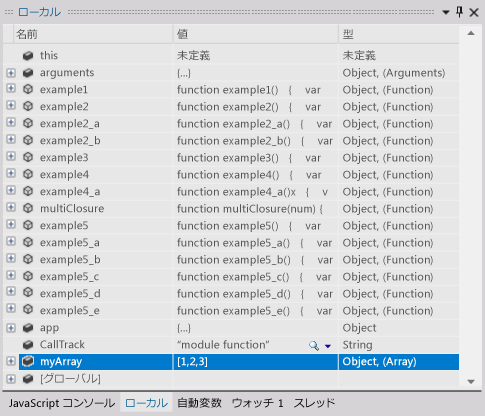 ローカル
名前 値 型
this 未定義 未定義
arguments {...} Object, (Arguments)
example1 function example1() { var Object, (Function)
example2 function example2() { var Object, (Function)
example2_a function example2_a() { var Object, (Function)
example2_b function example2_b() { var Object, (Function)
example3 function example3() { var Object, (Function)
example4 function example4() { var Object, (Function)
example4_a function example4_a()x { v Object, (Function)
multiClosure function multiClosure(num) { Object, (Function)
example5 function example5() { var Object, (Function)
example5_a function example5_a() { var Object, (Function)
example5_b function example5_b() { var Object, (Function)
example5_c function example5_c() { var Object, (Function)
example5_d function example5_d() { var Object, (Function)
example5_e function example5_e() { var Object, (Function)
app {...} Object
CallTrack "module function" String
myArray [1,2,3] Object, (Array)
[グローバル]
JavaScript コンソール ローカル 自動変数 ウォッチ 1 スレッド